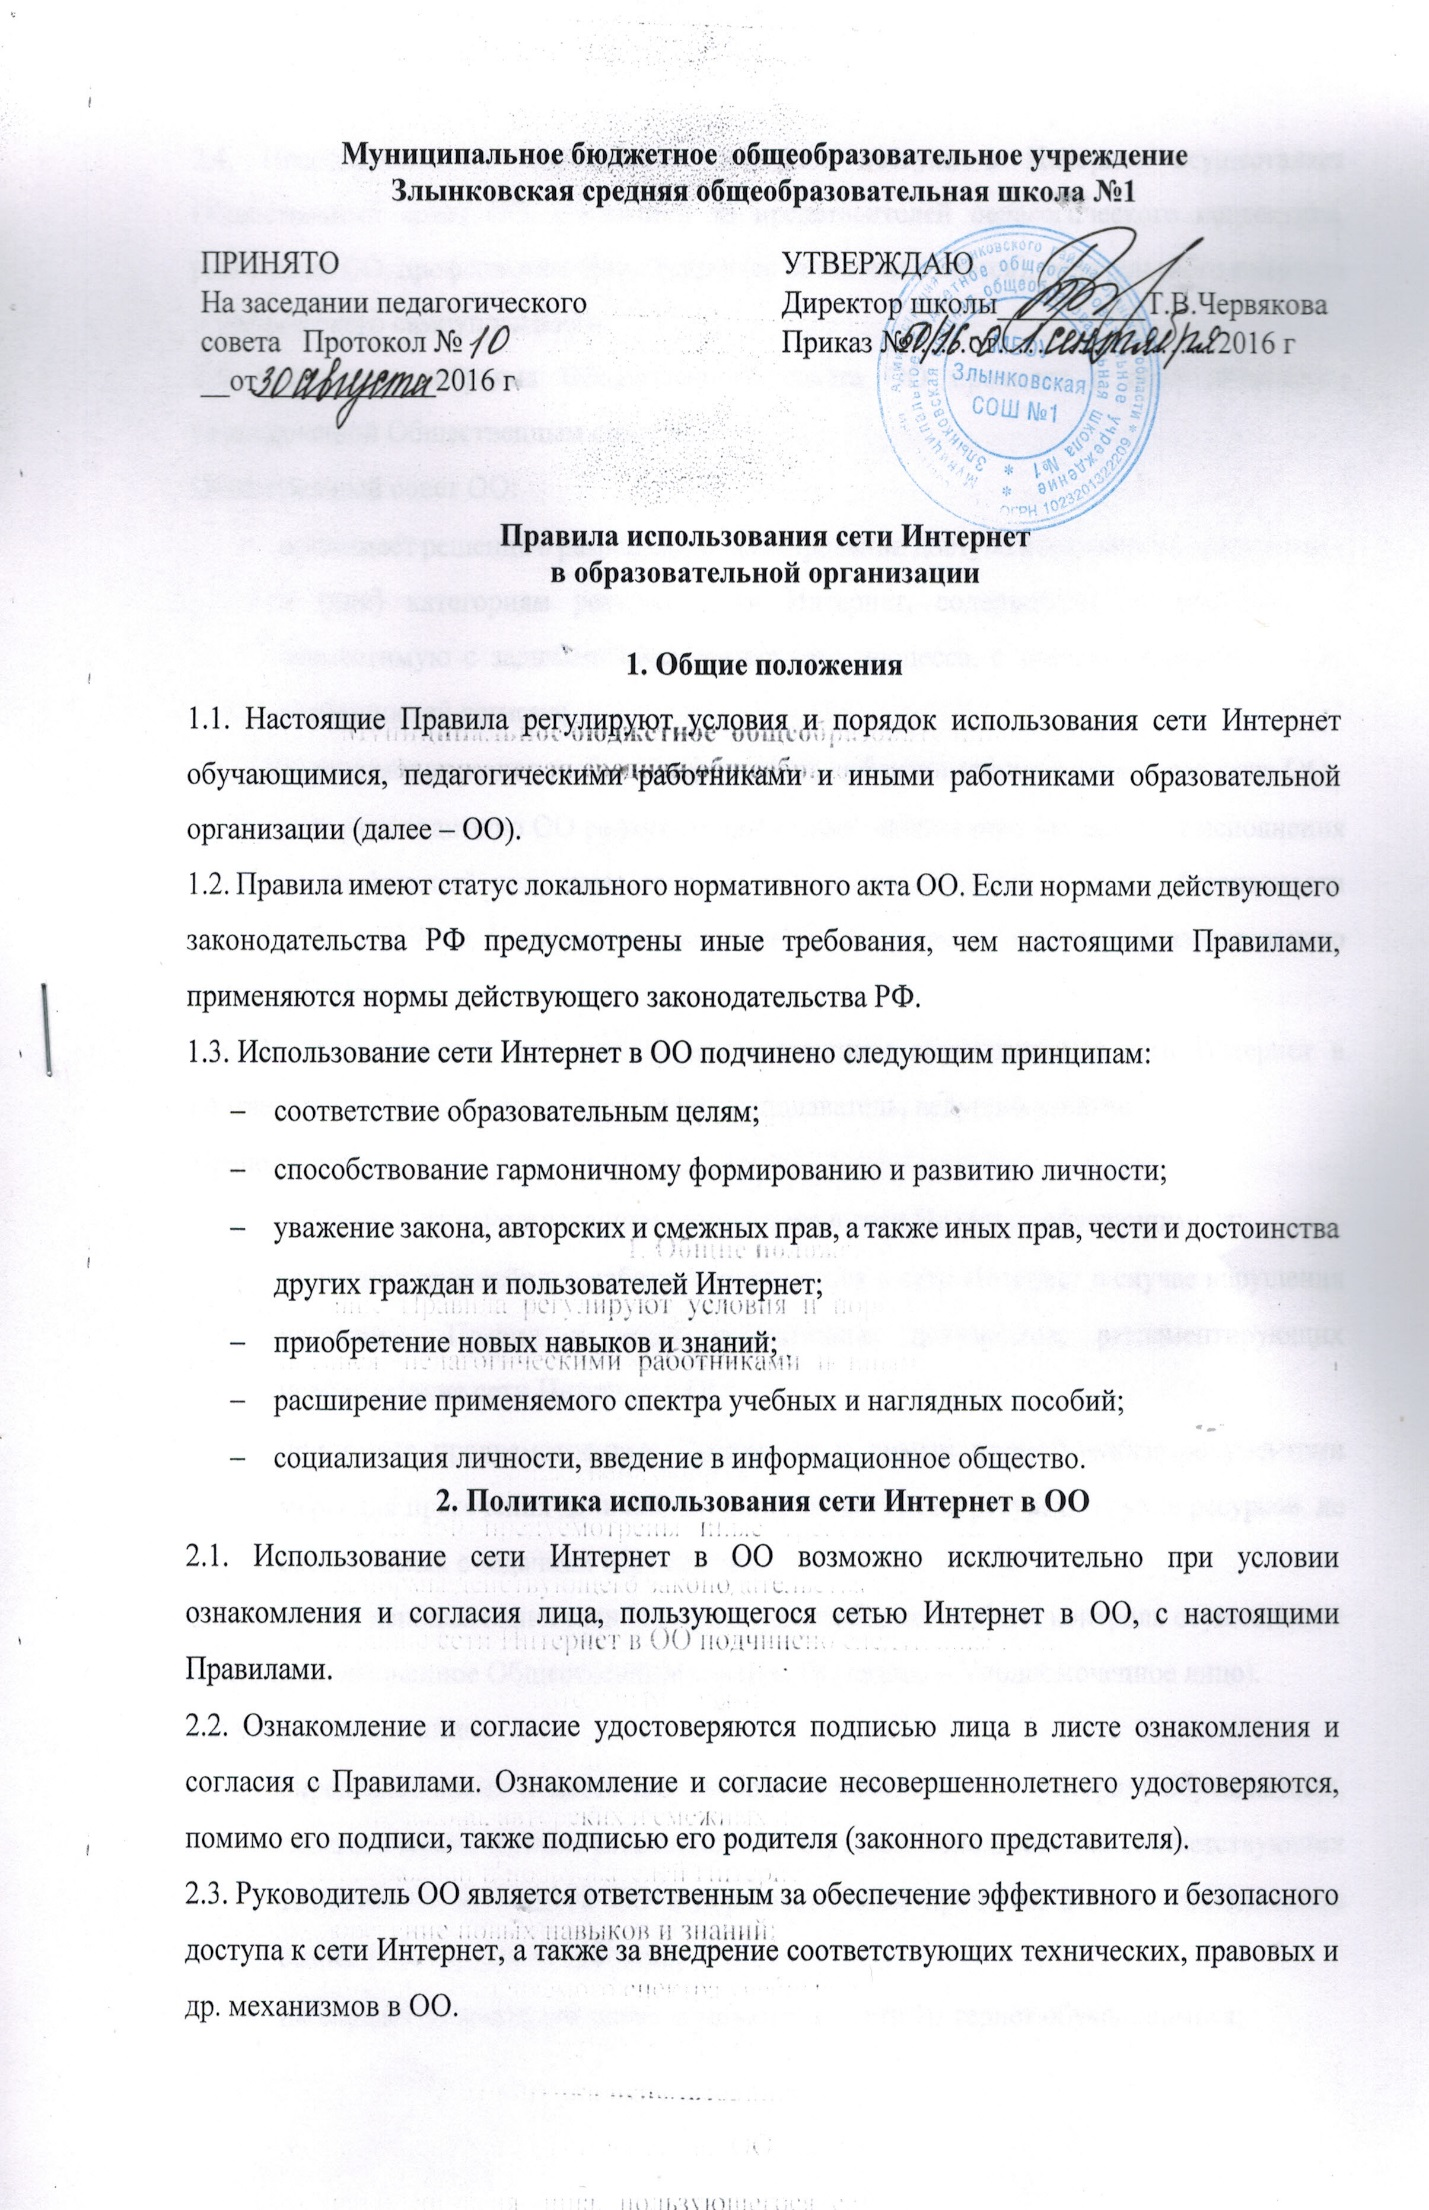 Муниципальное бюджетное общеобразовательное учреждение
Злынковская средняя общеобразовательная школа №1
ПРИНЯТО
На заседании педагогического
совета Протокол № 10
__от 30 августа 2016 г
УТВЕРЖДАЮ
Директор школы__________Г.В.Червякова
Приказ № от 1 сентября 2016 г
МБОУ
Злынковская
СОШ №1
ОГРН 1023201322209
Правила использования сети Интернет
в образовательной организации
1. Общие положения
1.1. Настоящие Правила регулируют условия и порядок использования сети Интернет
обучающимися, педагогическими работниками и иными работниками образовательной
организации (далее – ОО).
1.2. Правила имеют статус локального нормативного акта ОО. Если нормами действующего
законодательства РФ предусмотрены иные требования, чем настоящими Правилами,
применяются нормы действующего законодательства РФ.
1.3. Использование сети Интернет в ОО подчинено следующим принципам:
– соответствие образовательным целям;
– способствование гармоничному формированию и развитию личности;
– уважение закона, авторских и смежных прав, а также иных прав, чести и достоинства
других граждан и пользователей Интернет;
– приобретение новых навыков и знаний;
– расширение применяемого спектра учебных и наглядных пособий;
– социализация личности, введение в информационное общество.
2. Политика использования сети Интернет в ОО
2.1. Использование сети Интернет в ОО возможно исключительно при условии
ознакомления и согласия лица, пользующегося сетью Интернет в ОО, с настоящими
Правилами.
2.2. Ознакомление и согласие удостоверяются подписью лица в листе ознакомления и
согласия с Правилами. Ознакомление и согласие несовершеннолетнего удостоверяются,
помимо его подписи, также подписью его родителя (законного представителя).
2.3. Руководитель ОО является ответственным за обеспечение эффективного и безопасного
доступа к сети Интернет, а также за внедрение соответствующих технических, правовых и
др. механизмов в ОО.